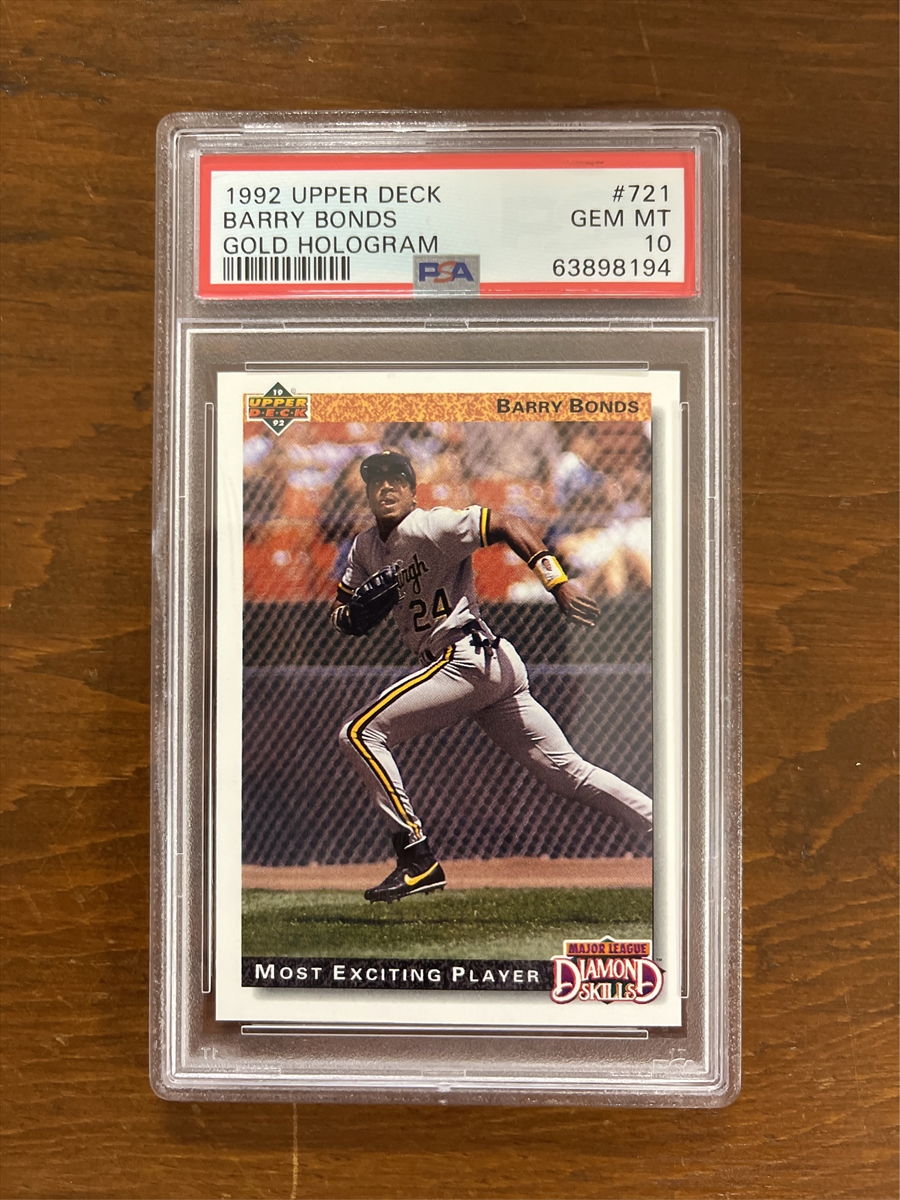 1992 UPPER DECK #721
BARRY BONDS GEM MT
GOLD HOLOGRAM 10
PSA 63898194
19
UPPER
DECK
92
BARRY BONDS
24
MOST EXCITING PLAYER
MAJOR LEAGUE
DIAMOND
SKILLS